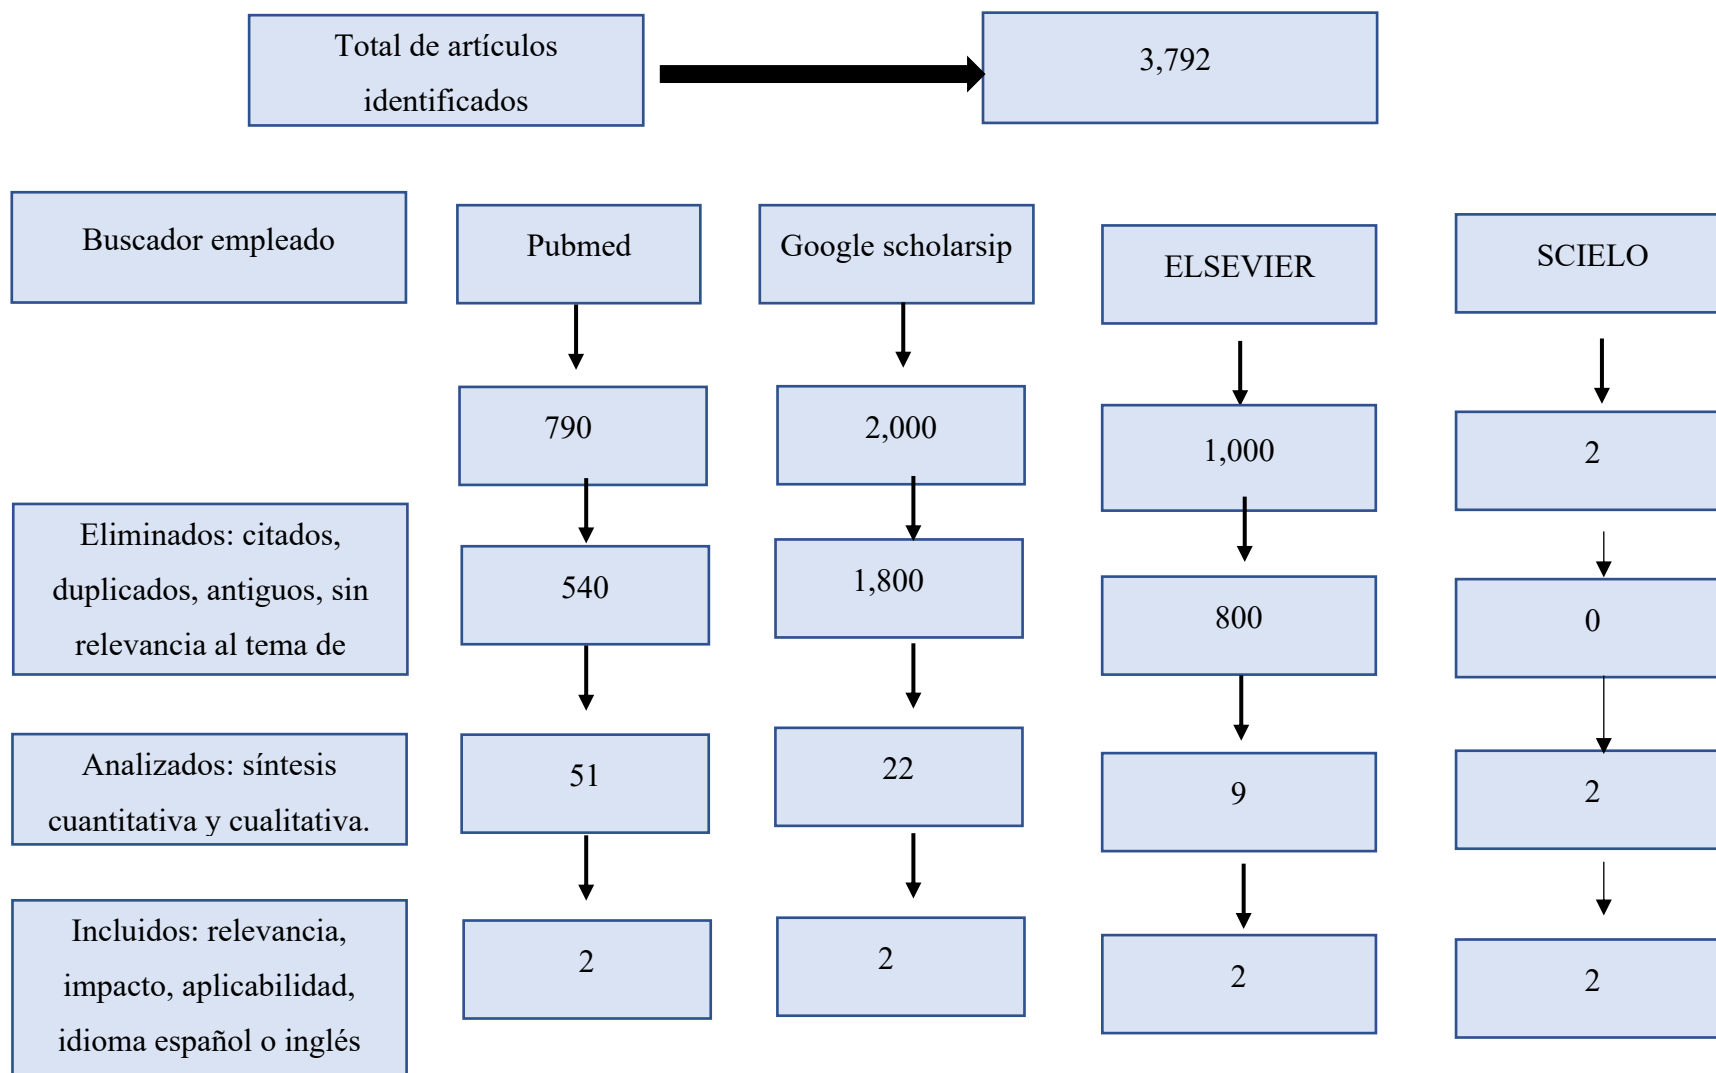 Total de artículos
identificados
3,792
Buscador empleado
Pubmed
Google scholarsip
ELSEVIER
SCIELO
790
2,000
1,000
2
Eliminados: citados,
duplicados, antiguos, sin
relevancia al tema de
540
1,800
800
0
Analizados: síntesis
cuantitativa y cualitativa.
51
22
9
2
Incluidos: relevancia,
impacto, aplicabilidad,
idioma español o inglés
2
2
2
2